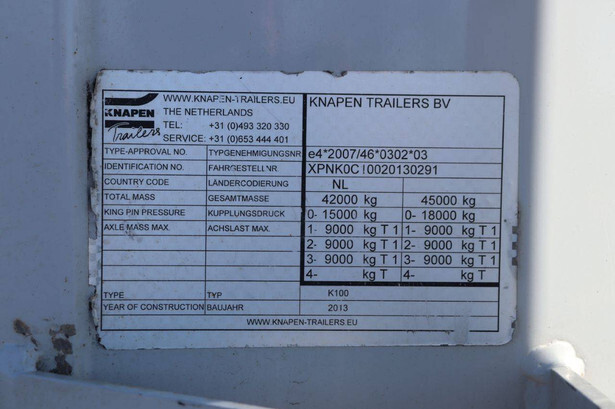 KNAPEN
Trailers
WWW.KNAPEN-TRAILERS.EU
THE NETHERLANDS
TEL: +31 (0)493 320 330
SERVICE: +31 (0)653 444 401
KNAPEN TRAILERS BV
TYPE-APPROVAL NO. TYPGENEHMIGUNGSNR e4*2007/46*0302*03
IDENTIFICATION NO. FAHRGESTELLNR XPNK0C10020130291
COUNTRY CODE LÄNDERCODIERUNG NL
TOTAL MASS GESAMTMASSE 42000 kg 45000 kg
KING PIN PRESSURE KUPPLUNGSDRUCK 0- 15000 kg 0- 18000 kg
AXLE MASS MAX. ACHSLAST MAX. 1- 9000 kg T 1 1- 9000 kg T 1
2- 9000 kg T 1 2- 9000 kg T 1
3- 9000 kg T 1 3- 9000 kg T 1
4- kg T 4- kg T
TYPE TYP K100
YEAR OF CONSTRUCTION BAUJAHR 2013
WWW.KNAPEN-TRAILERS.EU